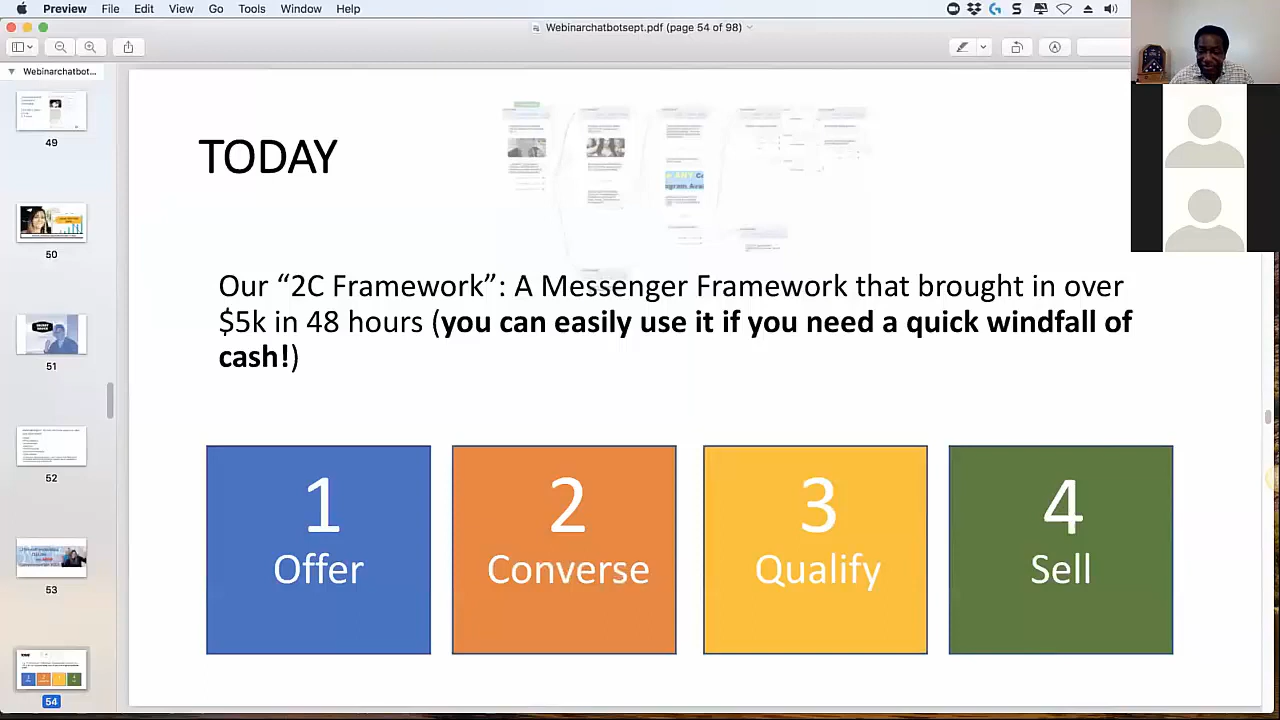 Preview File Edit View Go Tools Window Help
Webinarchatbotsept.pdf (page 54 of 98)
Webinarchatbot...
49
50
51
52
53
54
TODAY
Our “2C Framework”: A Messenger Framework that brought in over
$5k in 48 hours (you can easily use it if you need a quick windfall of
cash!)
1
Offer
2
Converse
3
Qualify
4
Sell